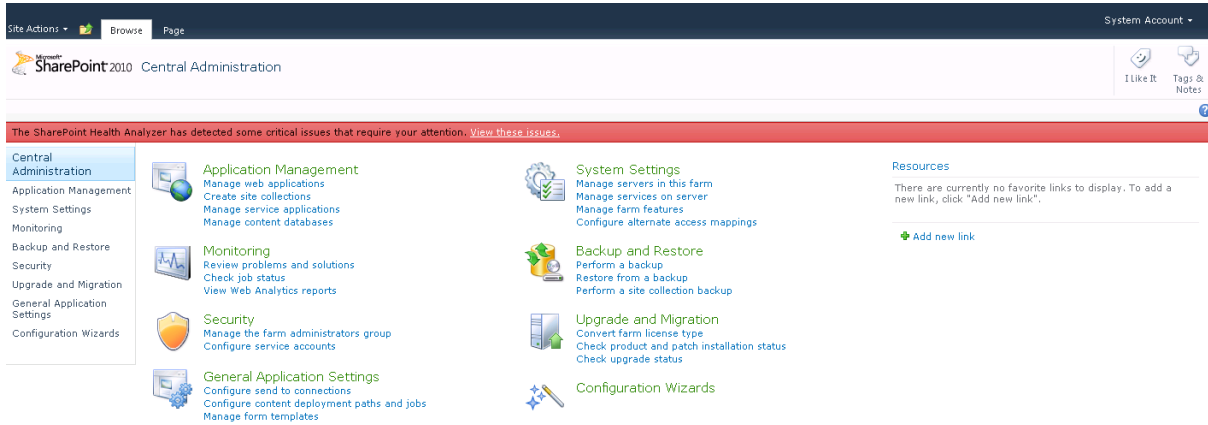 Site Actions
Browse
Page
System Account
Microsoft
SharePoint 2010 Central Administration
I Like It
Tags &
Notes
The SharePoint Health Analyzer has detected some critical issues that require your attention. View these issues.
Central
Administration
Application Management
System Settings
Monitoring
Backup and Restore
Security
Upgrade and Migration
General Application
Settings
Configuration Wizards
Application Management
Manage web applications
Create site collections
Manage service applications
Manage content databases
Monitoring
Review problems and solutions
Check job status
View Web Analytics reports
Security
Manage the farm administrators group
Configure service accounts
General Application Settings
Configure send to connections
Configure content deployment paths and jobs
Manage form templates
System Settings
Manage servers in this farm
Manage services on server
Manage farm features
Configure alternate access mappings
Backup and Restore
Perform a backup
Restore from a backup
Perform a site collection backup
Upgrade and Migration
Convert farm license type
Check product and patch installation status
Check upgrade status
Configuration Wizards
Resources
There are currently no favorite links to display. To add a
new link, click "Add new link".
Add new link